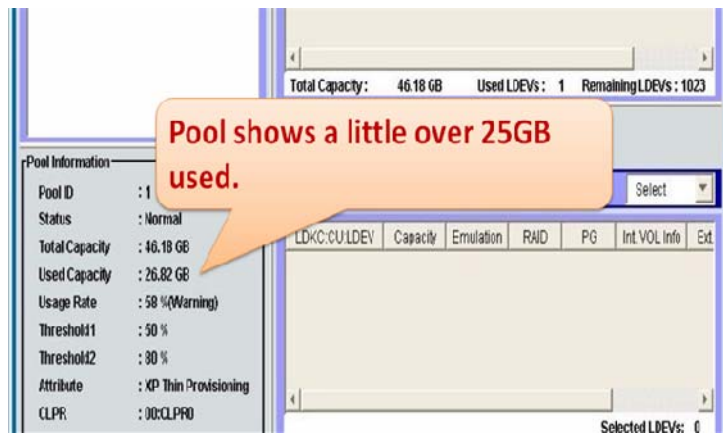 Total Capacity : 46.18 GB Used LDEVs : 1 Remaining LDEVs : 1023
Pool shows a little over 25GB
used.
Pool Information
Pool ID : 1
Status : Normal
Total Capacity : 46.18 GB
Used Capacity : 26.82 GB
Usage Rate : 58 %(Warning)
Threshold1 : 50 %
Threshold2 : 80 %
Attribute : XP Thin Provisioning
CLPR : 00:CLPR0
Select
LDKC:CU:LDEV Capacity Emulation RAID PG Int.VOL Info Ext.
Selected LDEVs: 0